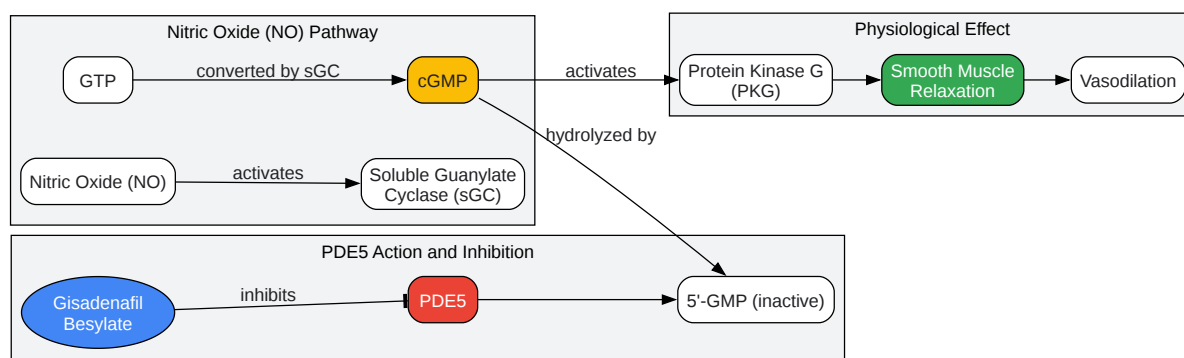 Nitric Oxide (NO) Pathway
Physiological Effect
GTP
converted by sGC
cGMP
activates
Protein Kinase G
(PKG)
Smooth Muscle
Relaxation
Vasodilation
hydrolyzed by
Nitric Oxide (NO)
activates
Soluble Guanylate
Cyclase (sGC)
PDE5 Action and Inhibition
Gisadenafil
Besylate
inhibits
PDE5
5'-GMP (inactive)